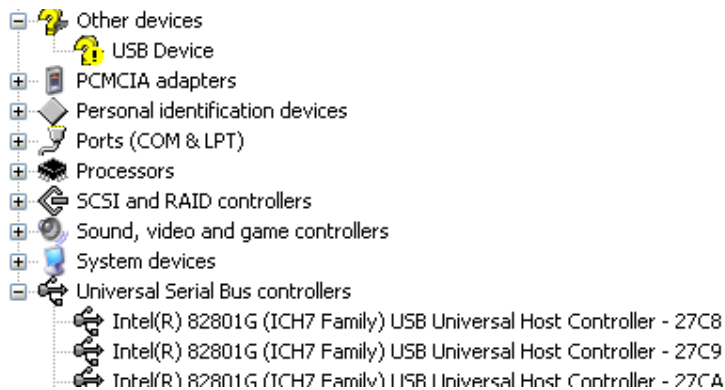 Other devices
USB Device
PCMCIA adapters
Personal identification devices
Ports (COM & LPT)
Processors
SCSI and RAID controllers
Sound, video and game controllers
System devices
Universal Serial Bus controllers
Intel(R) 82801G (ICH7 Family) USB Universal Host Controller - 27C8
Intel(R) 82801G (ICH7 Family) USB Universal Host Controller - 27C9
Intel(R) 82801G (ICH7 Family) USB Universal Host Controller - 27CA